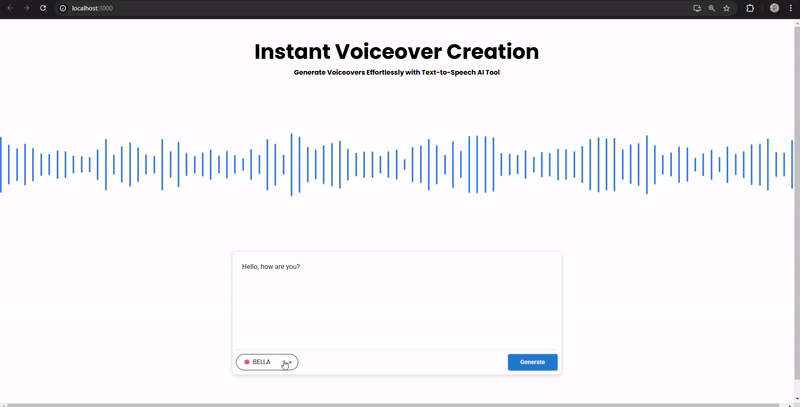 localhost:3000
Instant Voiceover Creation
Generate Voiceovers Effortlessly with Text-to-Speech AI Tool
Hello, how are you?
BELLA
Generate